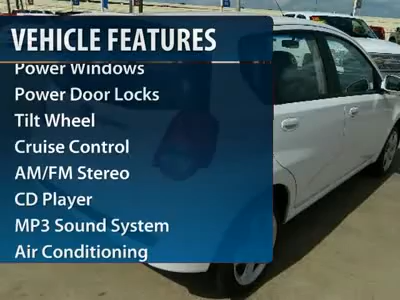 VEHICLE FEATURES
Power Windows
Power Door Locks
Tilt Wheel
Cruise Control
AM/FM Stereo
CD Player
MP3 Sound System
Air Conditioning